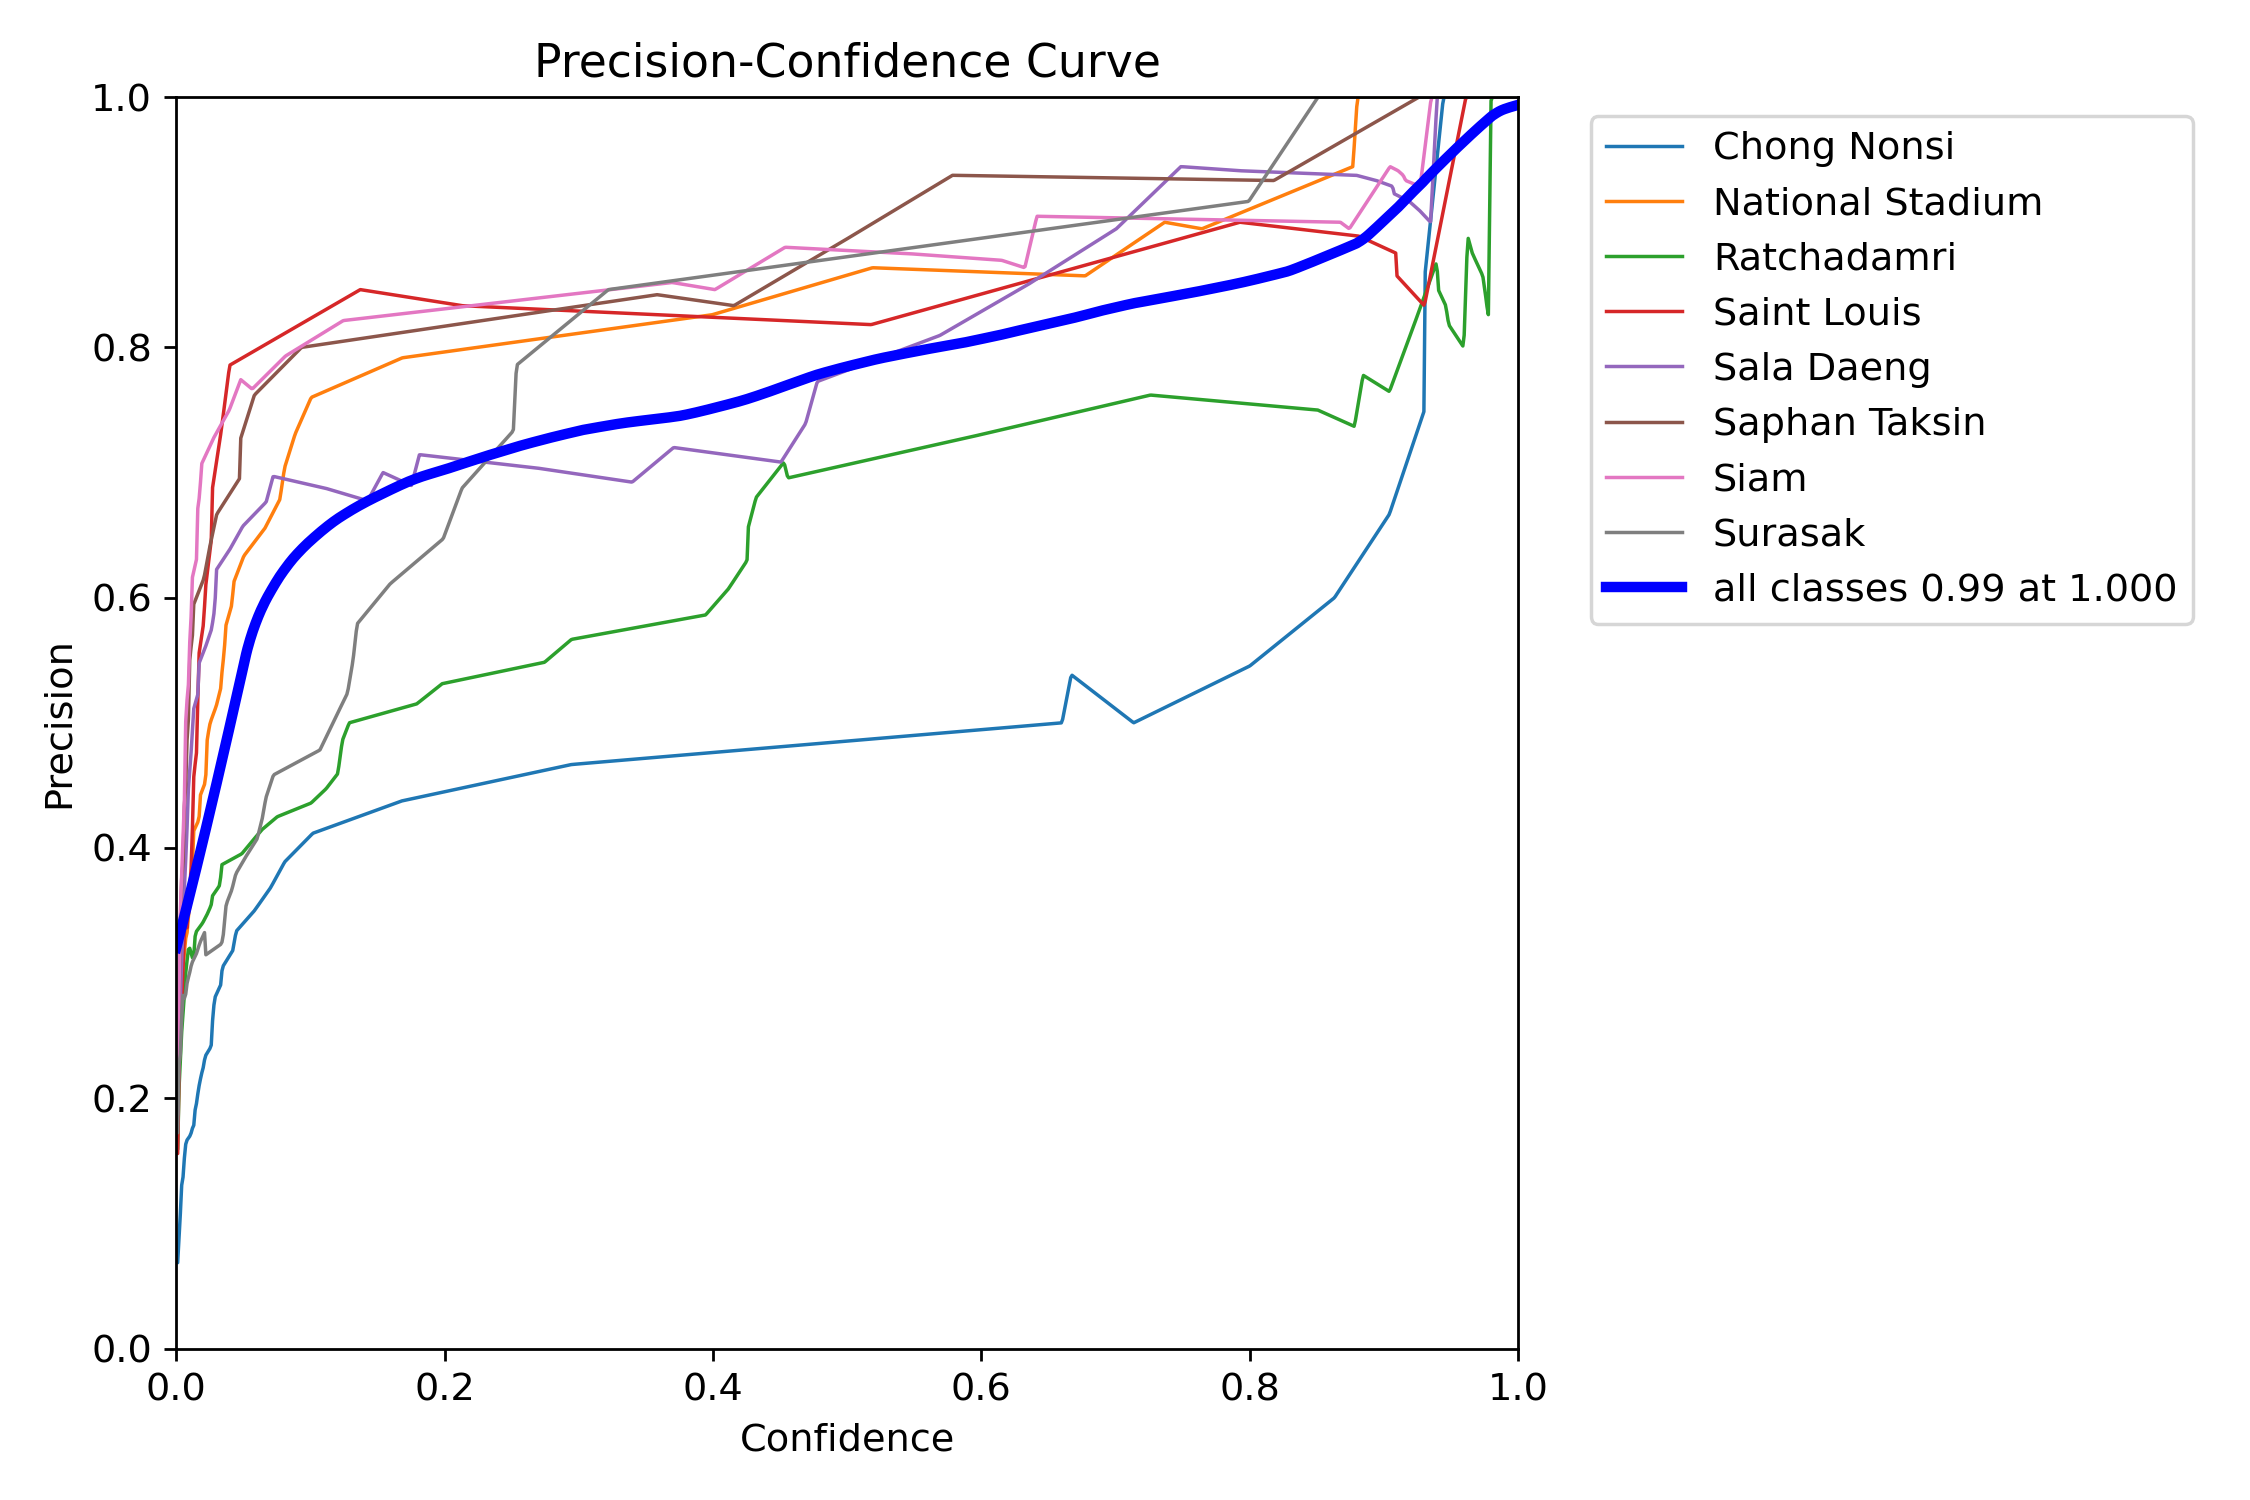 Precision-Confidence Curve
1.0
0.8
0.6
0.4
0.2
0.0
Precision
0.0 0.2 0.4 0.6 0.8 1.0
Confidence
Chong Nonsi
National Stadium
Ratchadamri
Saint Louis
Sala Daeng
Saphan Taksin
Siam
Surasak
all classes 0.99 at 1.000